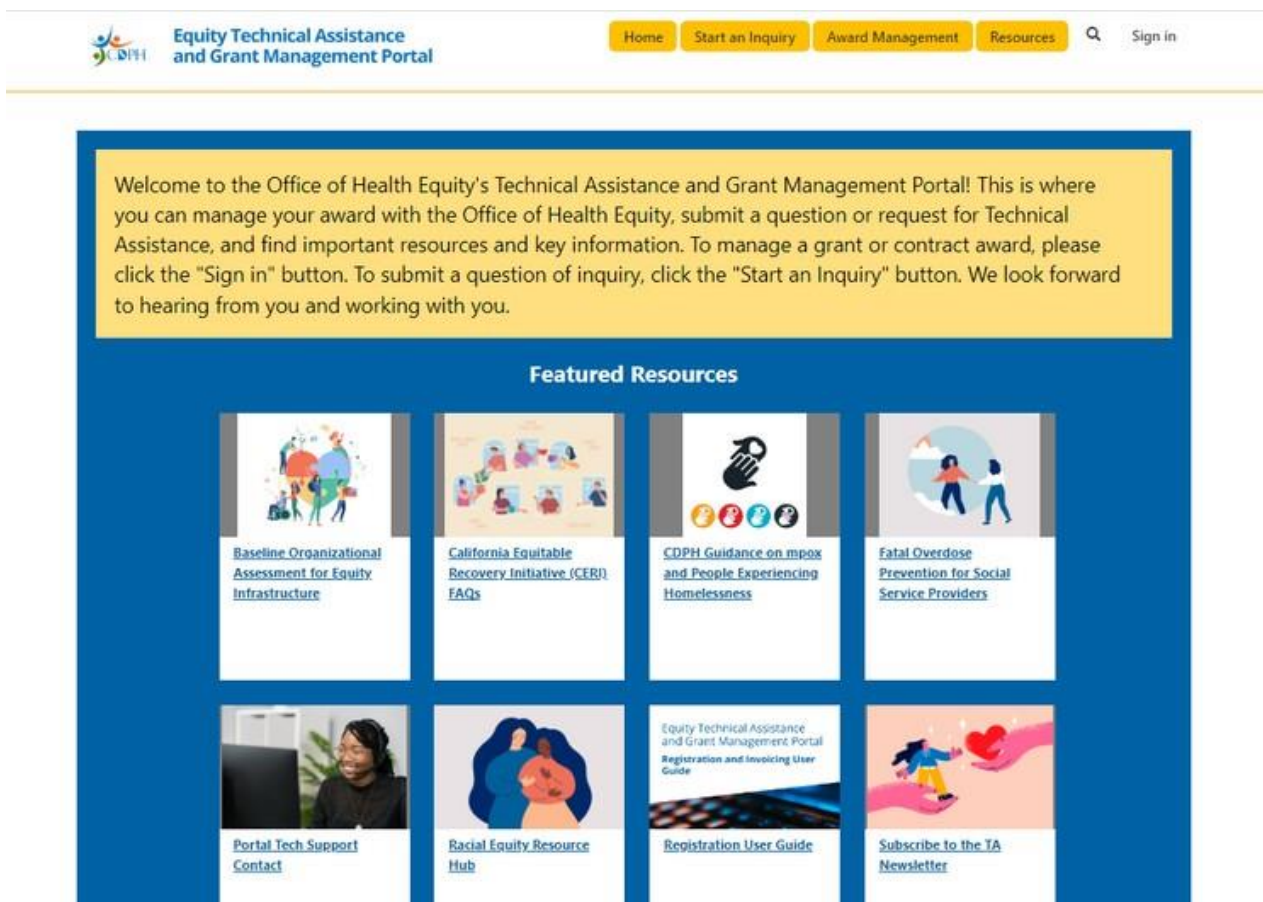 CDPH
Equity Technical Assistance
and Grant Management Portal
Home
Start an Inquiry
Award Management
Resources
Sign in
Welcome to the Office of Health Equity's Technical Assistance and Grant Management Portal! This is where
you can manage your award with the Office of Health Equity, submit a question or request for Technical
Assistance, and find important resources and key information. To manage a grant or contract award, please
click the "Sign in" button. To submit a question of inquiry, click the "Start an Inquiry" button. We look forward
to hearing from you and working with you.
Featured Resources
Baseline Organizational
Assessment for Equity
Infrastructure
California Equitable
Recovery Initiative (CERI)
FAQs
CDPH Guidance on mpox
and People Experiencing
Homelessness
Fatal Overdose
Prevention for Social
Service Providers
Portal Tech Support
Contact
Racial Equity Resource
Hub
Equity Technical Assistance
and Grant Management Portal
Registration and Invoicing User
Guide
Registration User Guide
Subscribe to the TA
Newsletter